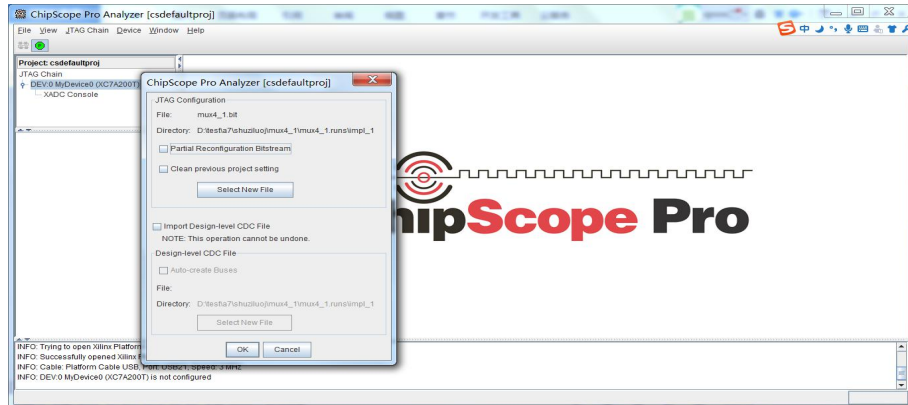 ChipScope Pro Analyzer [csdefaultproj]
File View JTAG Chain Device Window Help
中
Project: csdefaultproj
JTAG Chain
DEV:0 MyDevice0 (XC7A200T)
XADC Console
ChipScope Pro Analyzer [csdefaultproj]
JTAG Configuration
File: mux4_1.bit
Directory: D:\test\a7\shuziluoj\mux4_1\mux4_1.runs\impl_1
Partial Reconfiguration Bitstream
Clean previous project setting
Select New File
Import Design-level CDC File
NOTE: This operation cannot be undone.
Design-level CDC File
Auto-create Buses
File:
Directory: D:\test\a7\shuziluoj\mux4_1\mux4_1.runs\impl_1
Select New File
OK Cancel
hipScope Pro
INFO: Trying to open Xilinx Platform
INFO: Successfully opened Xilinx
INFO: Cable: Platform Cable USB, Port: USB21, Speed: 3 MHz
INFO: DEV:0 MyDevice0 (XC7A200T) is not configured